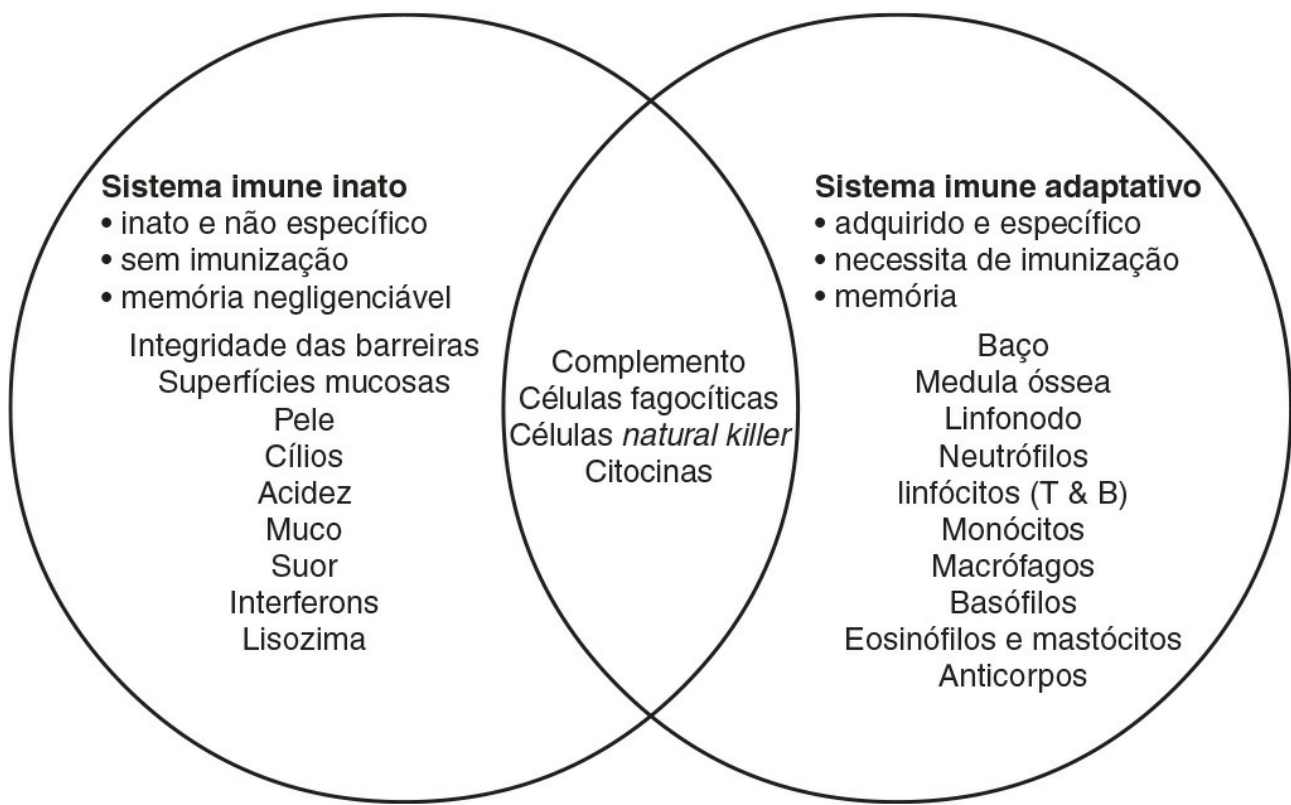 Sistema imune inato
• inato e não específico
• sem imunização
• memória negligenciável
Integridade das barreiras
Superfícies mucosas
Pele
Cílios
Acidez
Muco
Suor
Interferons
Lisozima
Complemento
Células fagocíticas
Células natural killer
Citocinas
Sistema imune adaptativo
• adquirido e específico
• necessita de imunização
• memória
Baço
Medula óssea
Linfonodo
Neutrófilos
linfócitos (T & B)
Monócitos
Macrófagos
Basófilos
Eosinófilos e mastócitos
Anticorpos